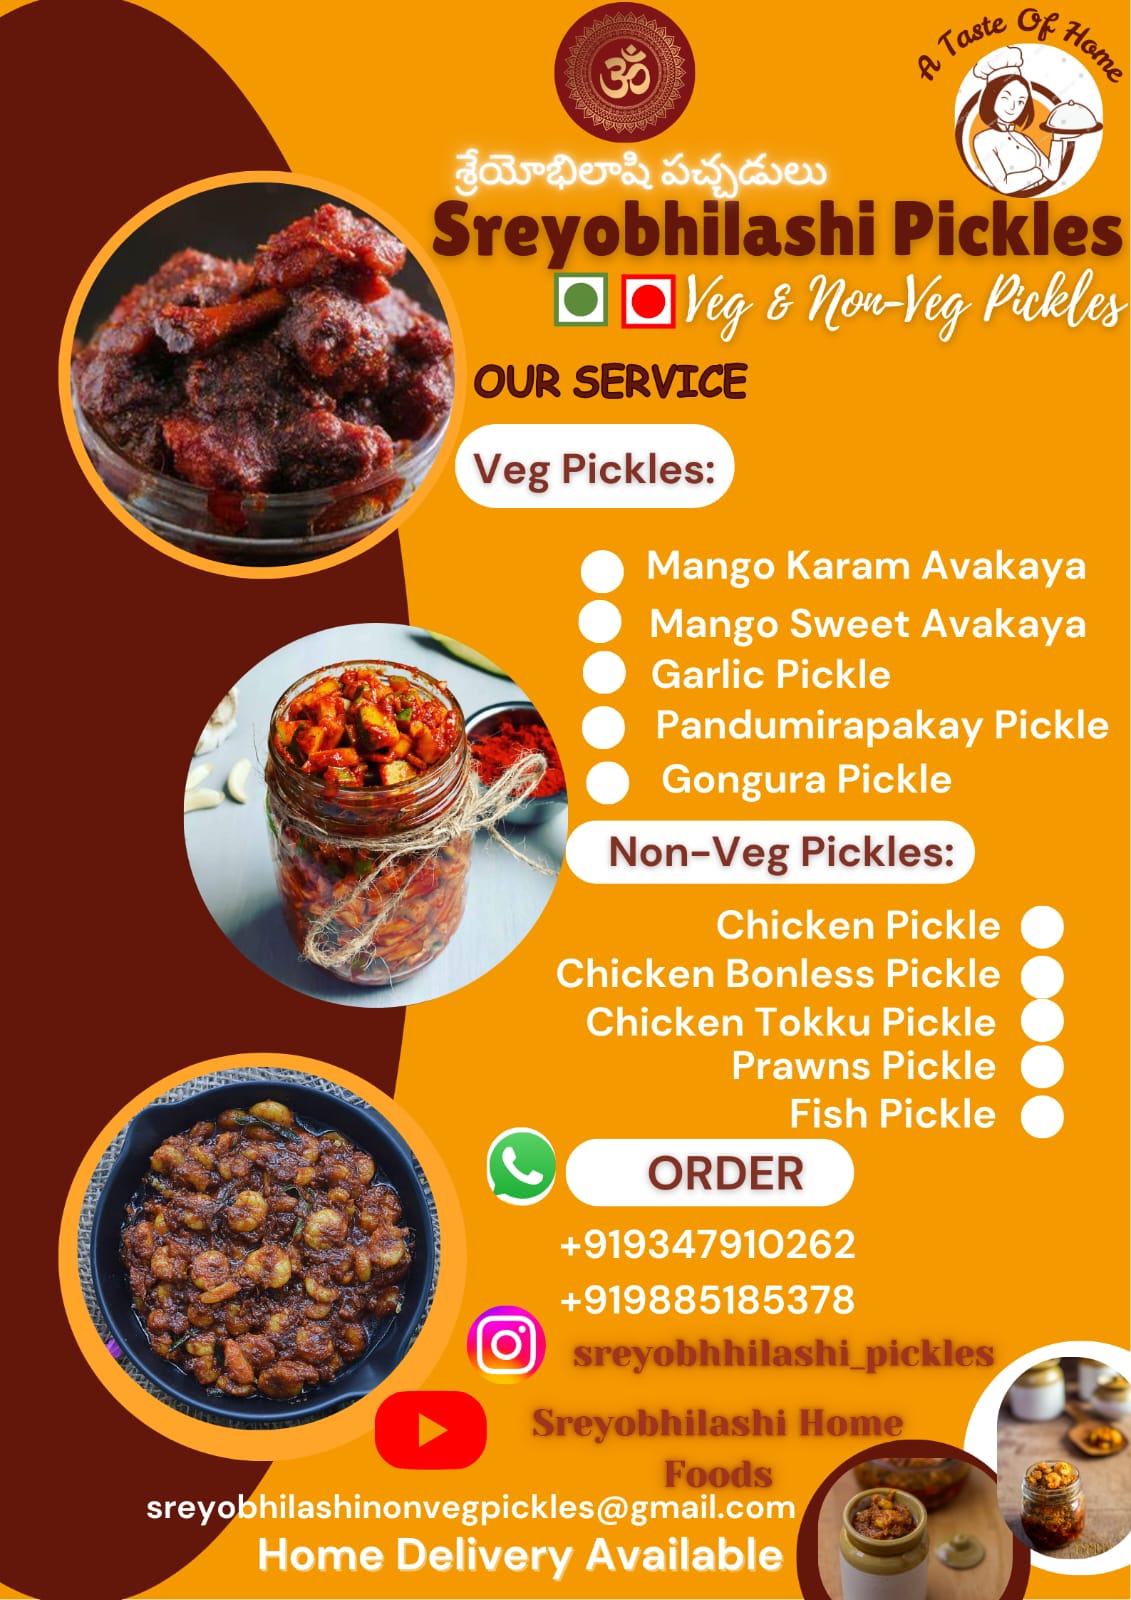 A Taste Of Home
ॐ
శ్రేయోభిలాషి పచ్చడులు
Sreyobhilashi Pickles
Veg & Non-Veg Pickles
OUR SERVICE
Veg Pickles:
Mango Karam Avakaya
Mango Sweet Avakaya
Garlic Pickle
Pandumirapakay Pickle
Gongura Pickle
Non-Veg Pickles:
Chicken Pickle
Chicken Bonless Pickle
Chicken Tokku Pickle
Prawns Pickle
Fish Pickle
ORDER
+919347910262
+919885185378
sreyobhhilashi_pickles
Sreyobhilashi Home
Foods
sreyobhilashinonvegpickles@gmail.com
Home Delivery Available